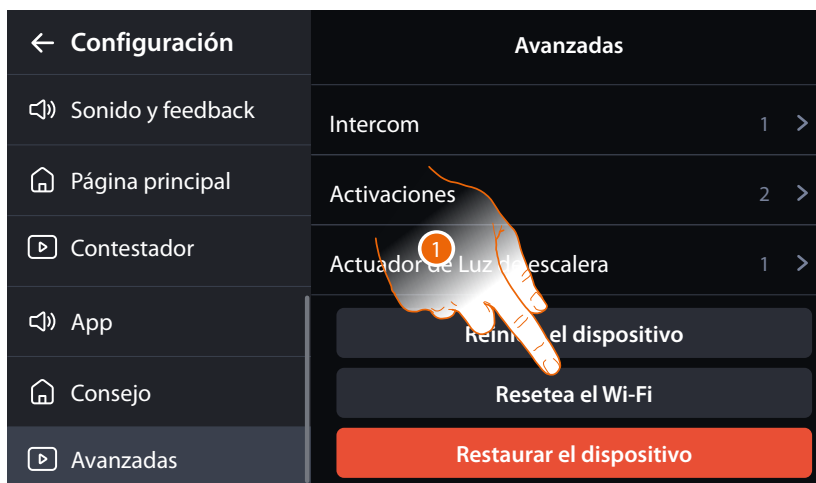 Configuración
Sonido y feedback
Página principal
Contestador
App
Consejo
Avanzadas
Avanzadas
Intercom 1
Activaciones 2
1
Actuador de Luz de escalera 1
el dispositivo
Resetea el Wi-Fi
Restaurar el dispositivo